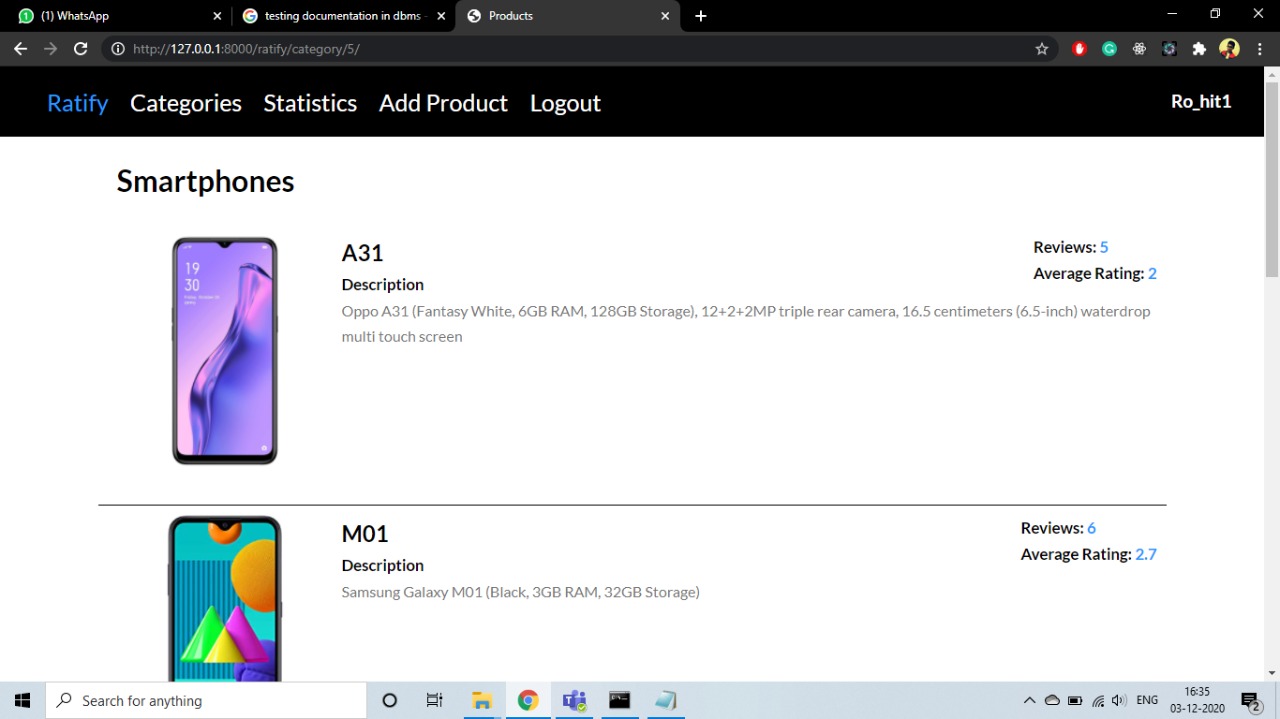 (1) WhatsApp
testing documentation in dbms -
Products
http://127.0.0.1:8000/ratify/category/5/
Ratify Categories Statistics Add Product Logout
Ro_hit1
Smartphones
19
30
A31
Description
Oppo A31 (Fantasy White, 6GB RAM, 128GB Storage), 12+2+2MP triple rear camera, 16.5 centimeters (6.5-inch) waterdrop
multi touch screen
Reviews: 5
Average Rating: 2
M01
Description
Samsung Galaxy M01 (Black, 3GB RAM, 32GB Storage)
Reviews: 6
Average Rating: 2.7
Search for anything
ENG
16:35
03-12-2020
2